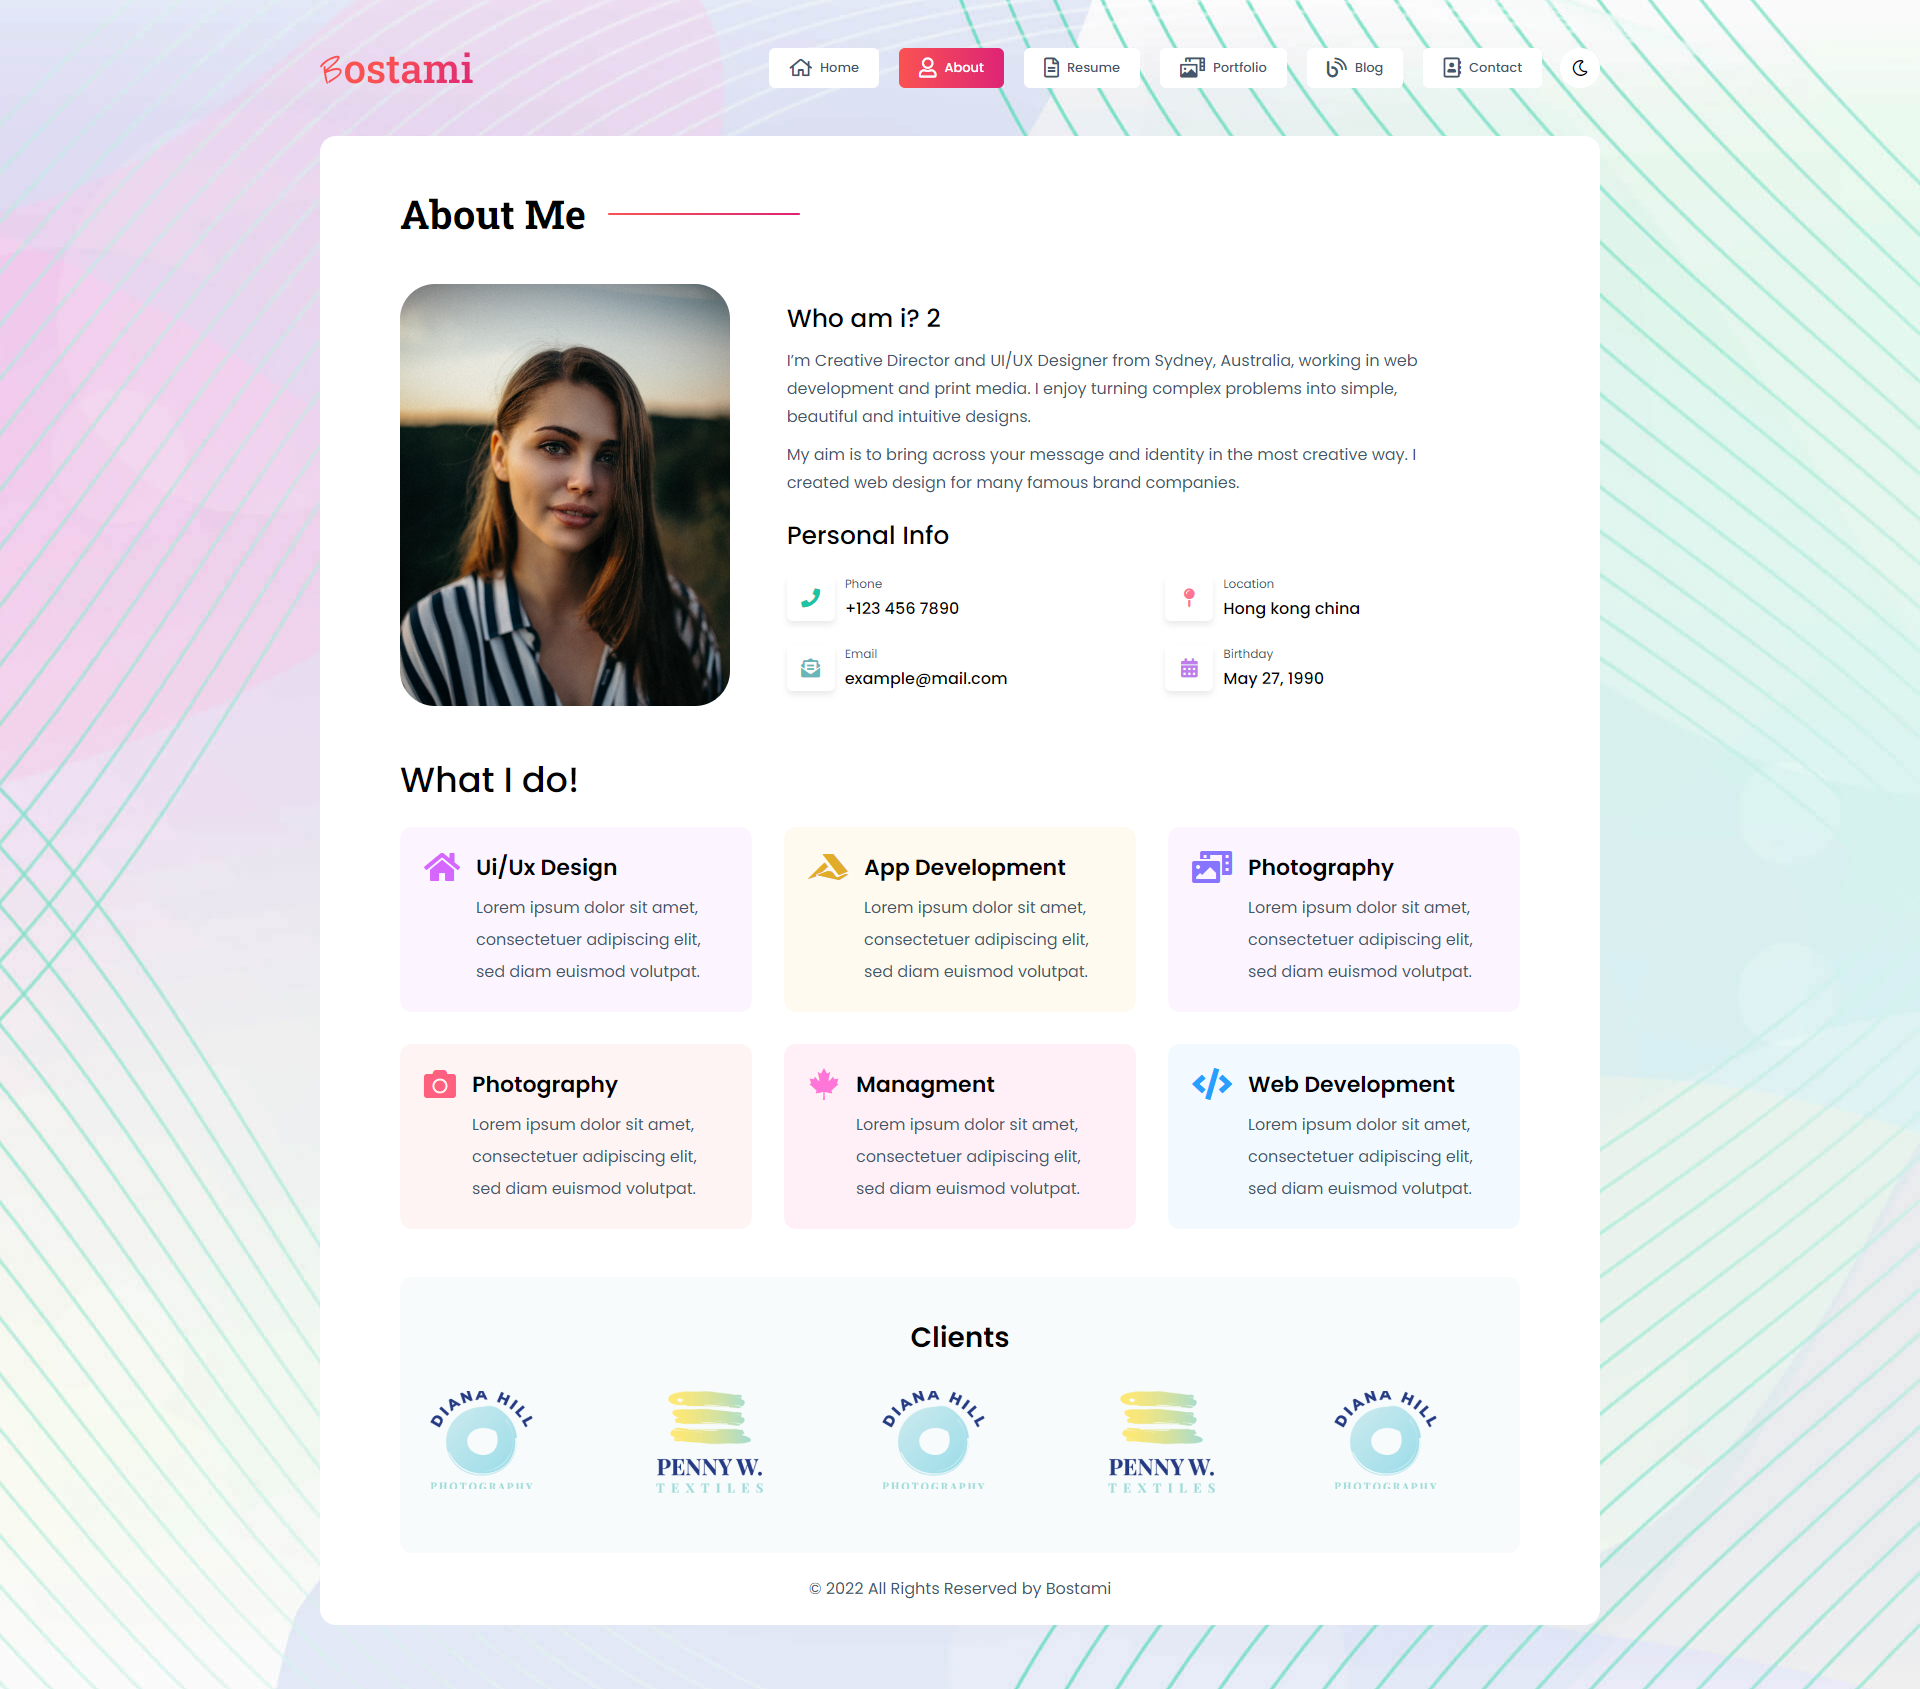 Bostami
Home
About
Resume
Portfolio
Blog
Contact
About Me
Who am i? 2
I’m Creative Director and UI/UX Designer from Sydney, Australia, working in web
development and print media. I enjoy turning complex problems into simple,
beautiful and intuitive designs.
My aim is to bring across your message and identity in the most creative way. I
created web design for many famous brand companies.
Personal Info
Phone
+123 456 7890
Location
Hong kong china
Email
example@mail.com
Birthday
May 27, 1990
What I do!
Ui/Ux Design
Lorem ipsum dolor sit amet,
consectetuer adipiscing elit,
sed diam euismod volutpat.
App Development
Lorem ipsum dolor sit amet,
consectetuer adipiscing elit,
sed diam euismod volutpat.
Photography
Lorem ipsum dolor sit amet,
consectetuer adipiscing elit,
sed diam euismod volutpat.
Photography
Lorem ipsum dolor sit amet,
consectetuer adipiscing elit,
sed diam euismod volutpat.
Managment
Lorem ipsum dolor sit amet,
consectetuer adipiscing elit,
sed diam euismod volutpat.
Web Development
Lorem ipsum dolor sit amet,
consectetuer adipiscing elit,
sed diam euismod volutpat.
Clients
DIANA HILL
PHOTOGRAPHY
PENNY W.
TEXTILES
DIANA HILL
PHOTOGRAPHY
PENNY W.
TEXTILES
DIANA HILL
PHOTOGRAPHY
© 2022 All Rights Reserved by Bostami